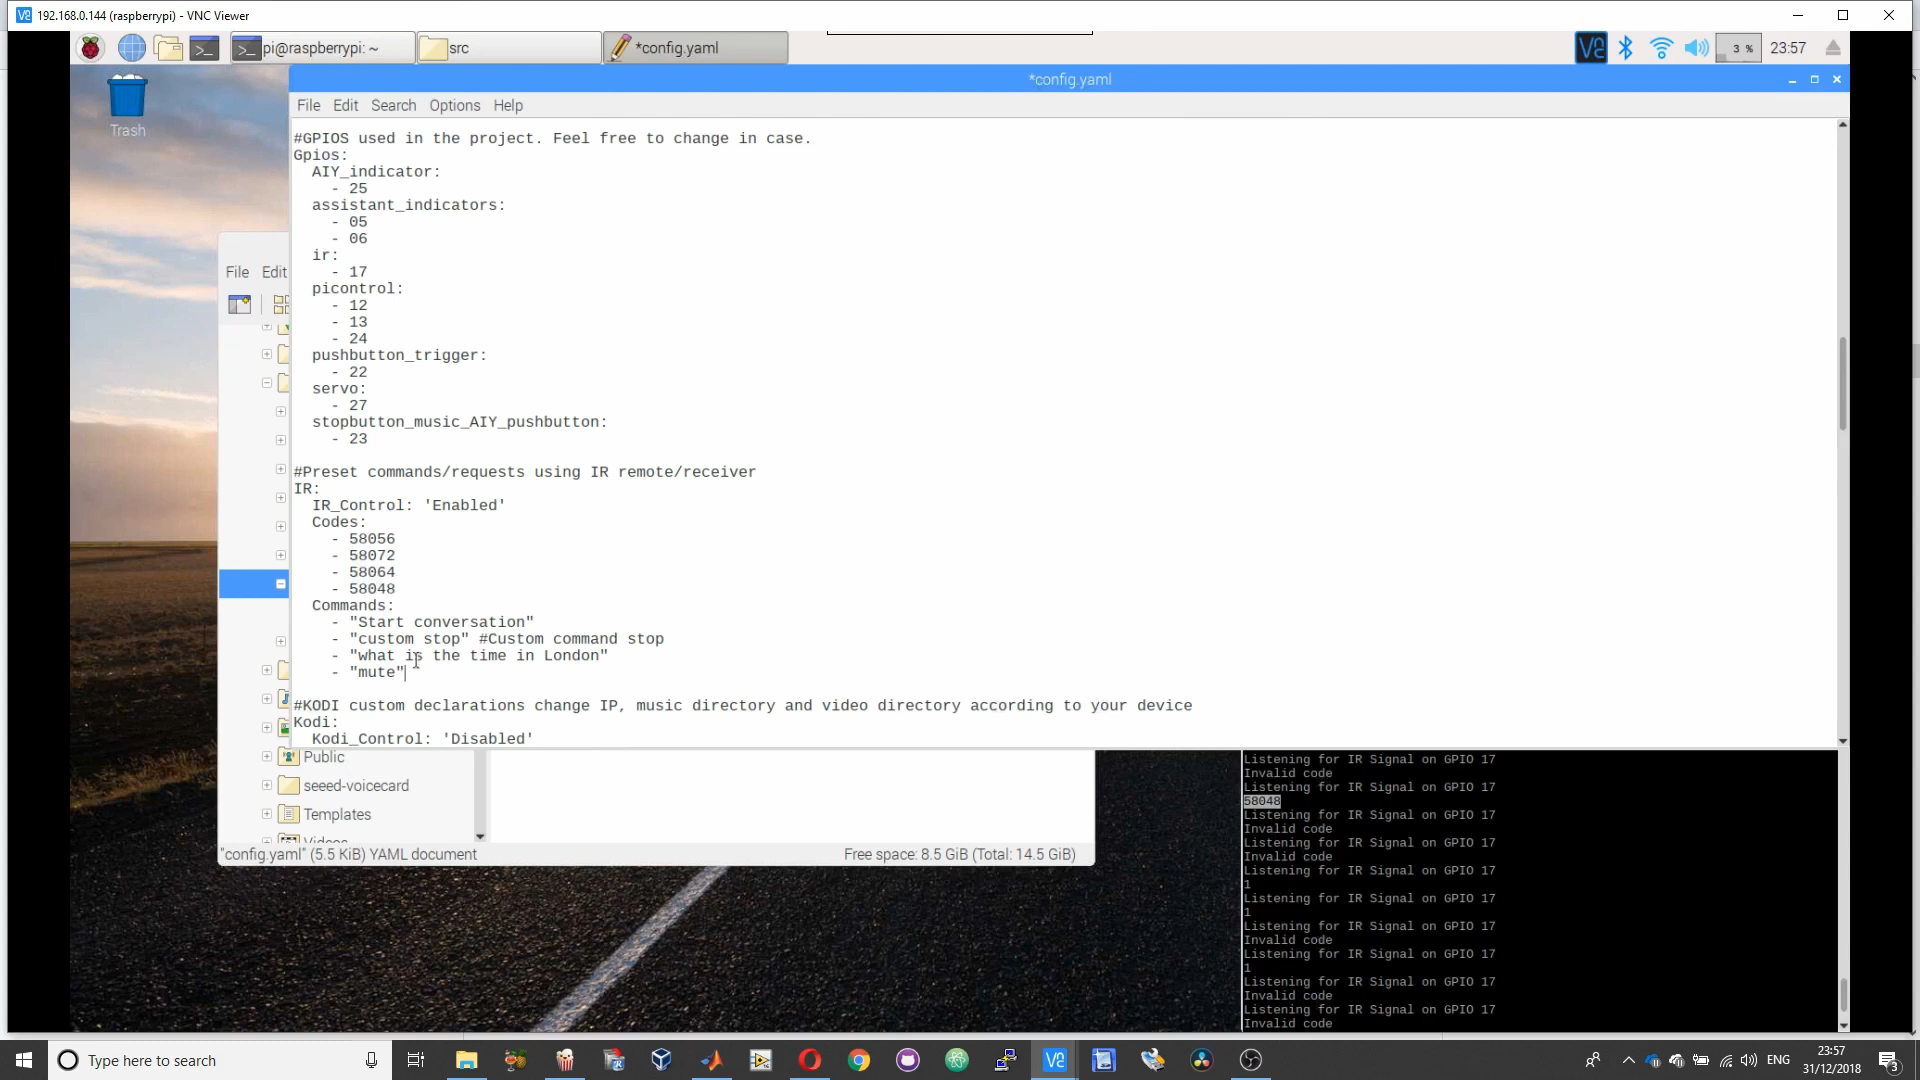 192.168.0.144 (raspberrypi) - VNC Viewer
pi@raspberrypi: ~
src
*config.yaml
3 %
23:57
*config.yaml
File Edit Search Options Help
Trash
#GPIOS used in the project. Feel free to change in case.
Gpios:
AIY_indicator:
- 25
assistant_indicators:
- 05
- 06
ir:
- 17
picontrol:
- 12
- 13
- 24
pushbutton_trigger:
- 22
servo:
- 27
stopbutton_music_AIY_pushbutton:
- 23
#Preset commands/requests using IR remote/receiver
IR:
IR_Control: 'Enabled'
Codes:
- 58056
- 58072
- 58064
- 58048
Commands:
- "Start conversation"
- "custom stop" #Custom command stop
- "what is the time in London"
- "mute"
#KODI custom declarations change IP, music directory and video directory according to your device
Kodi:
Kodi_Control: 'Disabled'
File Edit
Public
seeed-voicecard
Templates
Videos
"config.yaml" (5.5 KiB) YAML document
Free space: 8.5 GiB (Total: 14.5 GiB)
Listening for IR Signal on GPIO 17
Invalid code
Listening for IR Signal on GPIO 17
58048
Listening for IR Signal on GPIO 17
Invalid code
Listening for IR Signal on GPIO 17
Invalid code
Listening for IR Signal on GPIO 17
1
Listening for IR Signal on GPIO 17
1
Listening for IR Signal on GPIO 17
Invalid code
Listening for IR Signal on GPIO 17
1
Listening for IR Signal on GPIO 17
Invalid code
Listening for IR Signal on GPIO 17
Invalid code
Type here to search
ENG
23:57
31/12/2018
3